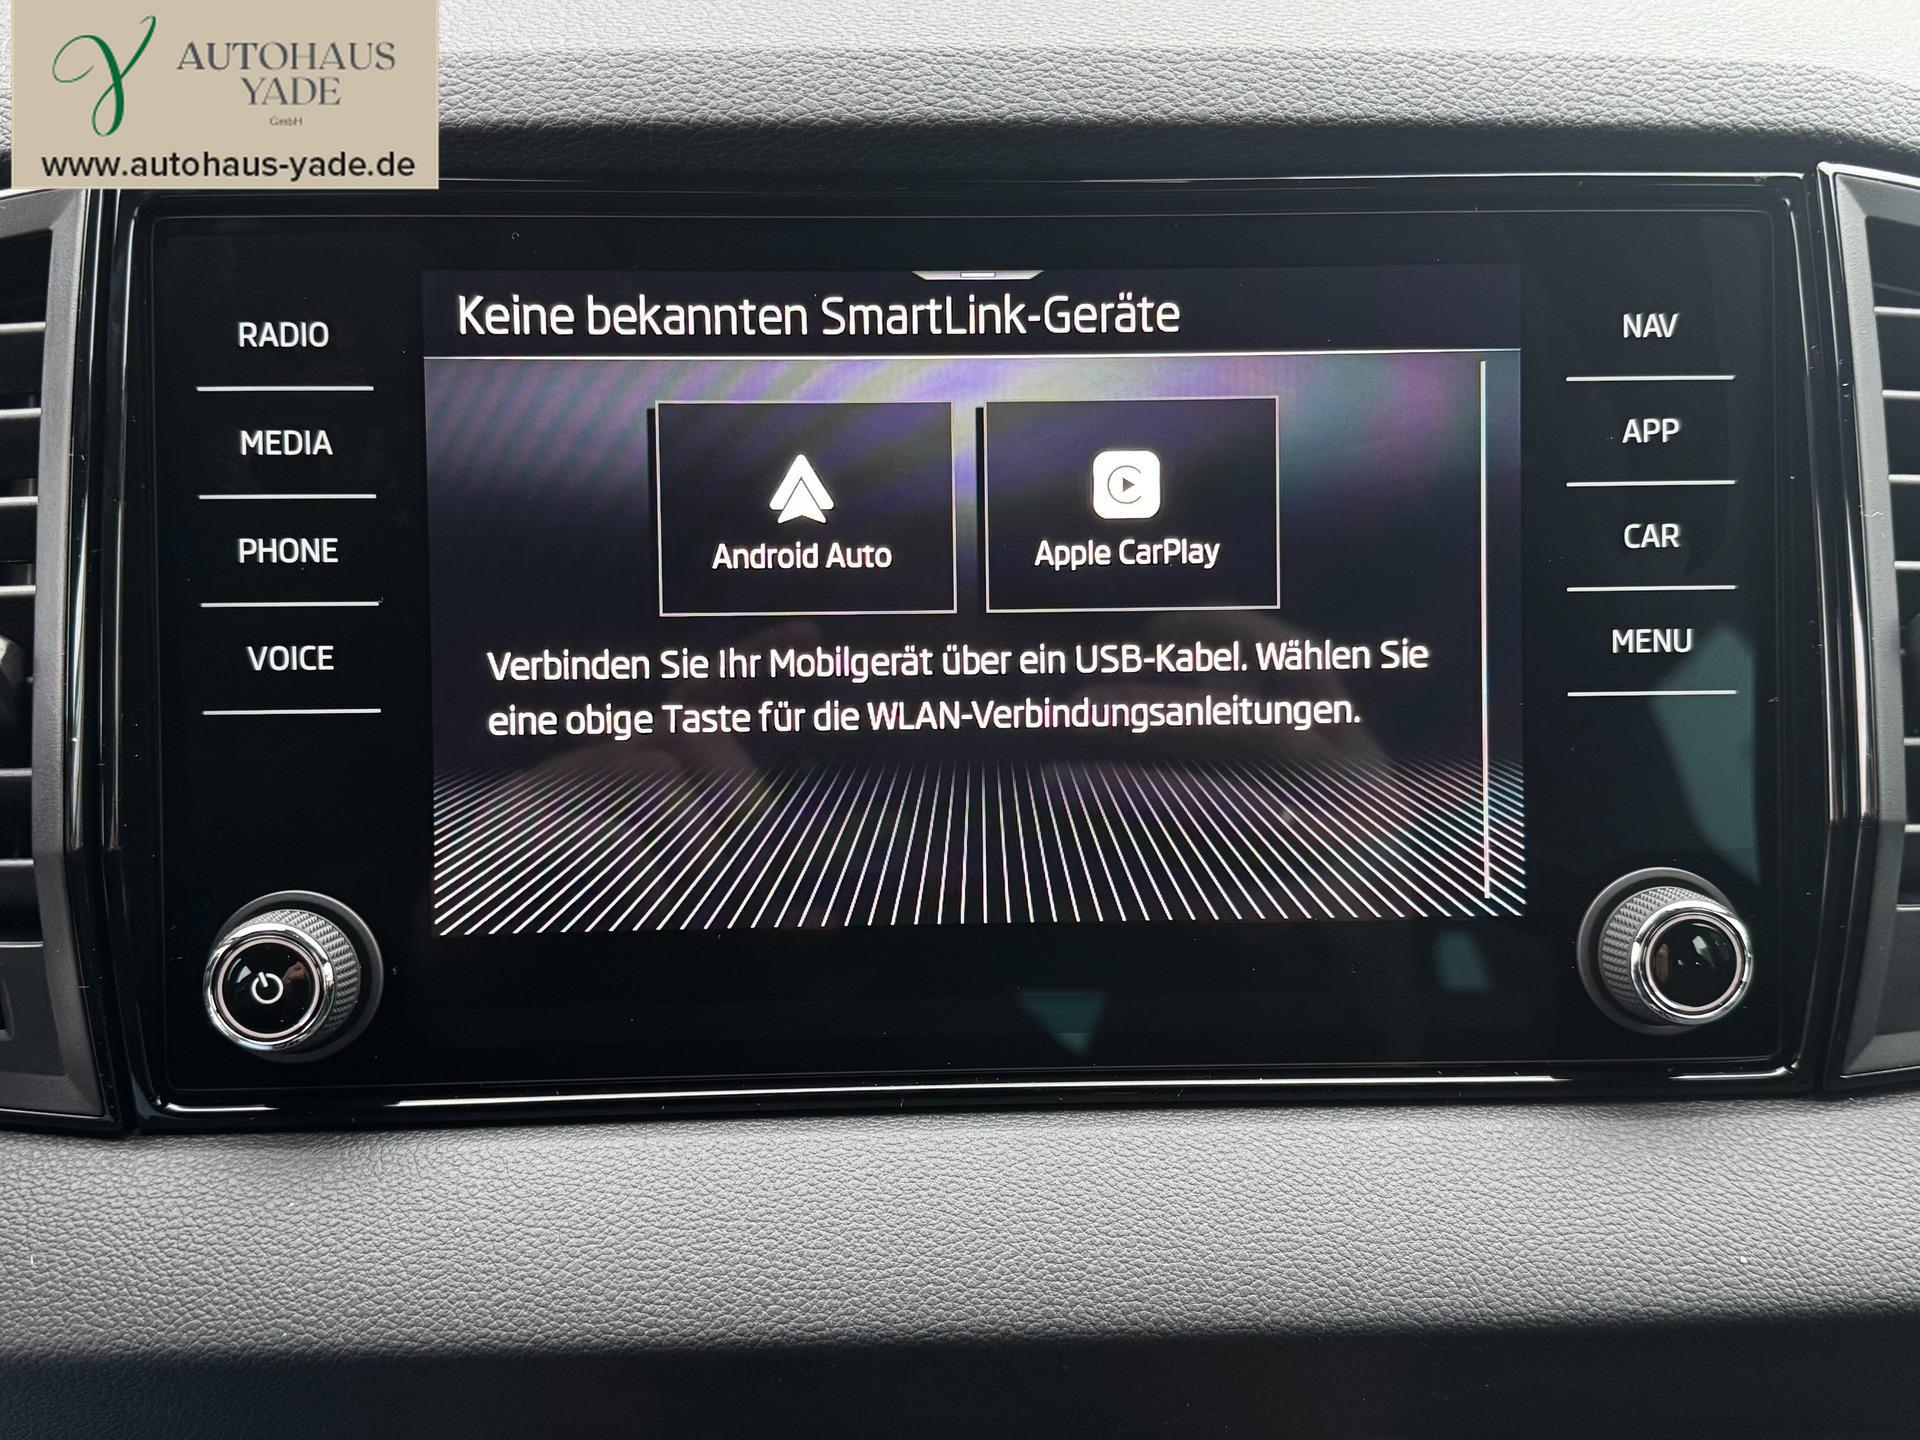 AUTOHAUS
YADE
GmbH
www.autohaus-yade.de
Keine bekannten SmartLink-Geräte
RADIO
MEDIA
PHONE
VOICE
Android Auto
Apple CarPlay
Verbinden Sie Ihr Mobilgerät über ein USB-Kabel. Wählen Sie
eine obige Taste für die WLAN-Verbindungsanleitungen.
NAV
APP
CAR
MENU